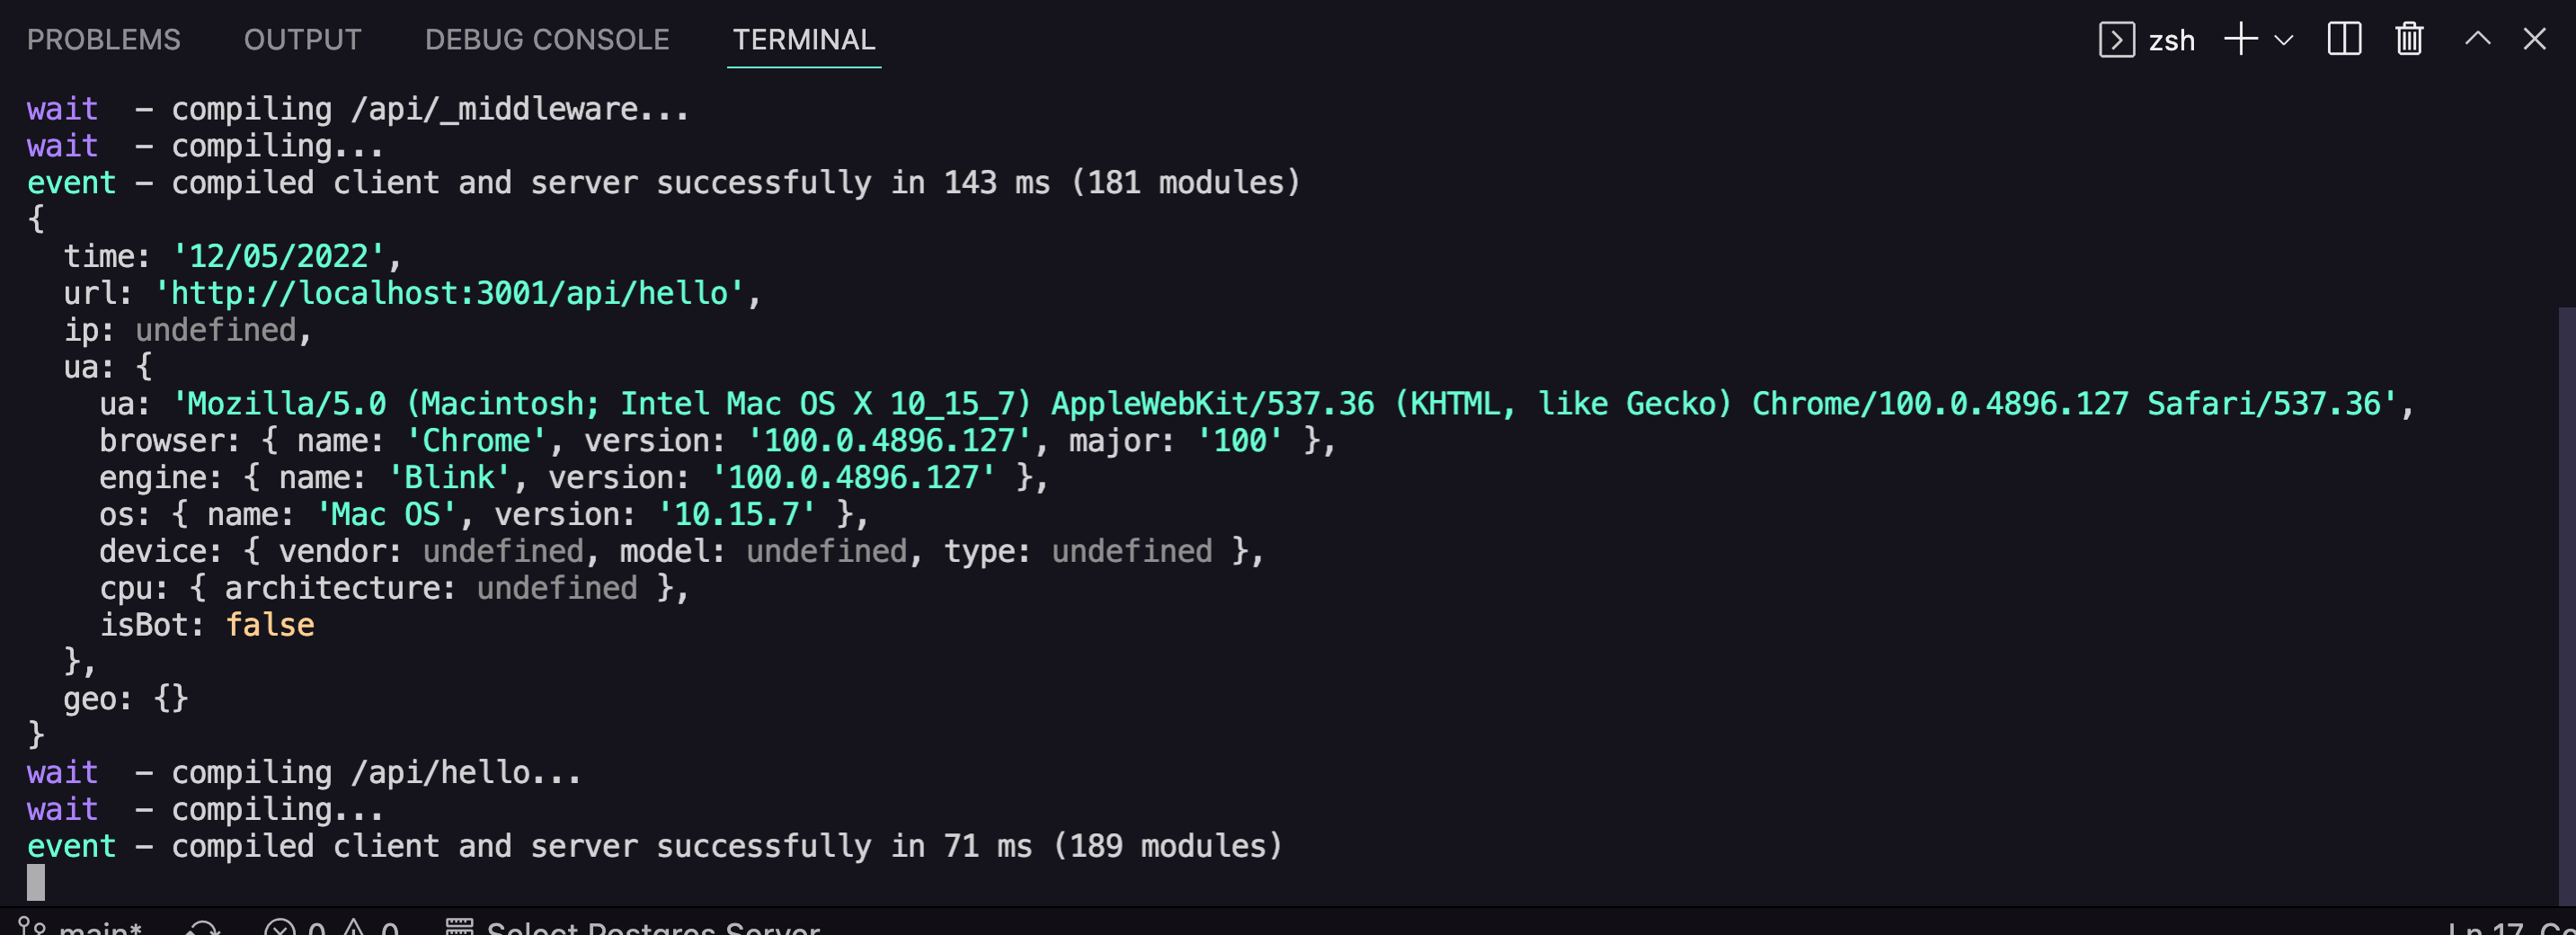 PROBLEMS OUTPUT DEBUG CONSOLE TERMINAL zsh
wait  - compiling /api/_middleware...
wait  - compiling...
event - compiled client and server successfully in 143 ms (181 modules)
{
  time: '12/05/2022',
  url: 'http://localhost:3001/api/hello',
  ip: undefined,
  ua: {
    ua: 'Mozilla/5.0 (Macintosh; Intel Mac OS X 10_15_7) AppleWebKit/537.36 (KHTML, like Gecko) Chrome/100.0.4896.127 Safari/537.36',
    browser: { name: 'Chrome', version: '100.0.4896.127', major: '100' },
    engine: { name: 'Blink', version: '100.0.4896.127' },
    os: { name: 'Mac OS', version: '10.15.7' },
    device: { vendor: undefined, model: undefined, type: undefined },
    cpu: { architecture: undefined },
    isBot: false
  },
  geo: {}
}
wait  - compiling /api/hello...
wait  - compiling...
event - compiled client and server successfully in 71 ms (189 modules)
main* 0 0 Select Postgres Server Ln 17,